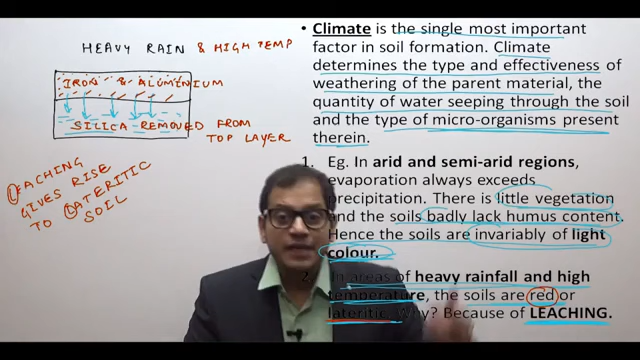 HEAVY RAIN & HIGH TEMP
IRON & ALUMINIUM
SILICA REMOVED FROM
TOP LAYER
LEACHING
GIVES RISE
TO LATERITIC
SOIL
• Climate is the single most important
factor in soil formation. Climate
determines the type and effectiveness of
weathering of the parent material,
the quantity of water seeping through the soil
and the type of micro-organisms present
therein.
1. Eg. In arid and semi-arid regions,
evaporation always exceeds
precipitation. There is little vegetation
and the soils badly lack humus content.
Hence the soils are invariably of light
colour.
2. In areas of heavy rainfall and high
temperature, the soils are red or
lateritic. Why? Because of LEACHING.